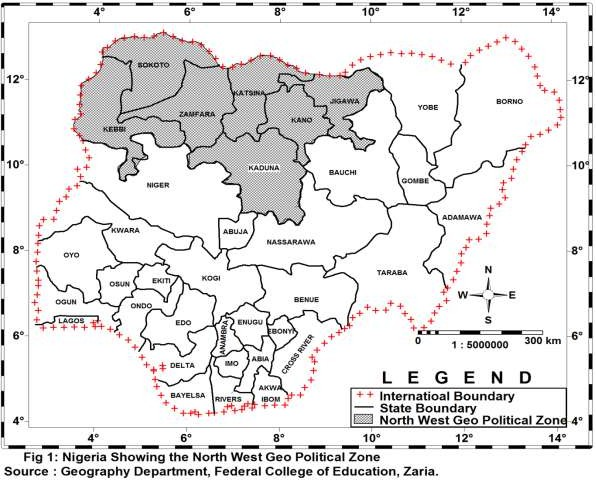 4° 6° 8° 10° 12° 14°
12° 12°
10° 10°
8° 8°
6° 6°
4° 4°
SOKOTO
KATSINA
JIGAWA
ZAMFARA
KANO
KEBBI
YOBE
BORNO
KADUNA
BAUCHI
GOMBE
NIGER
ADAMAWA
KWARA
ABUJA
NASSARAWA
OYO
TARABA
OSUN
EKITI
KOGI
OGUN
ONDO
BENUE
LAGOS
EDO
ANAMBRA
ENUGU
EBONYI
CROSS RIVER
DELTA
IMO
ABIA
BAYELSA
RIVERS
AKWA
IBOM
N
W E
S
0 150 300 km
1 : 5000000
L E G E N D
Internatioal Boundary
State Boundary
North West Geo Political Zone
4° 6° 8° 10° 12° 14°
Fig 1: Nigeria Showing the North West Geo Political Zone
Source : Geography Department, Federal College of Education, Zaria.